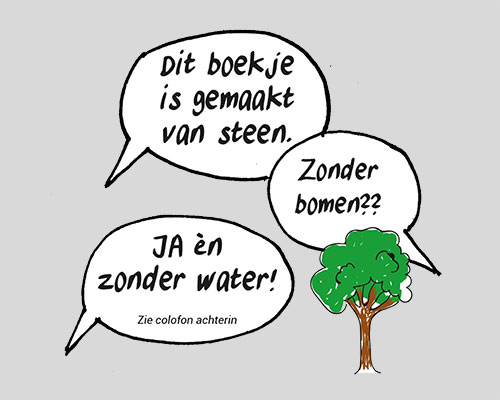 Dit boekje
is gemaakt
van steen.
Zonder
bomen??
JA èn
zonder water!
Zie colofon achterin